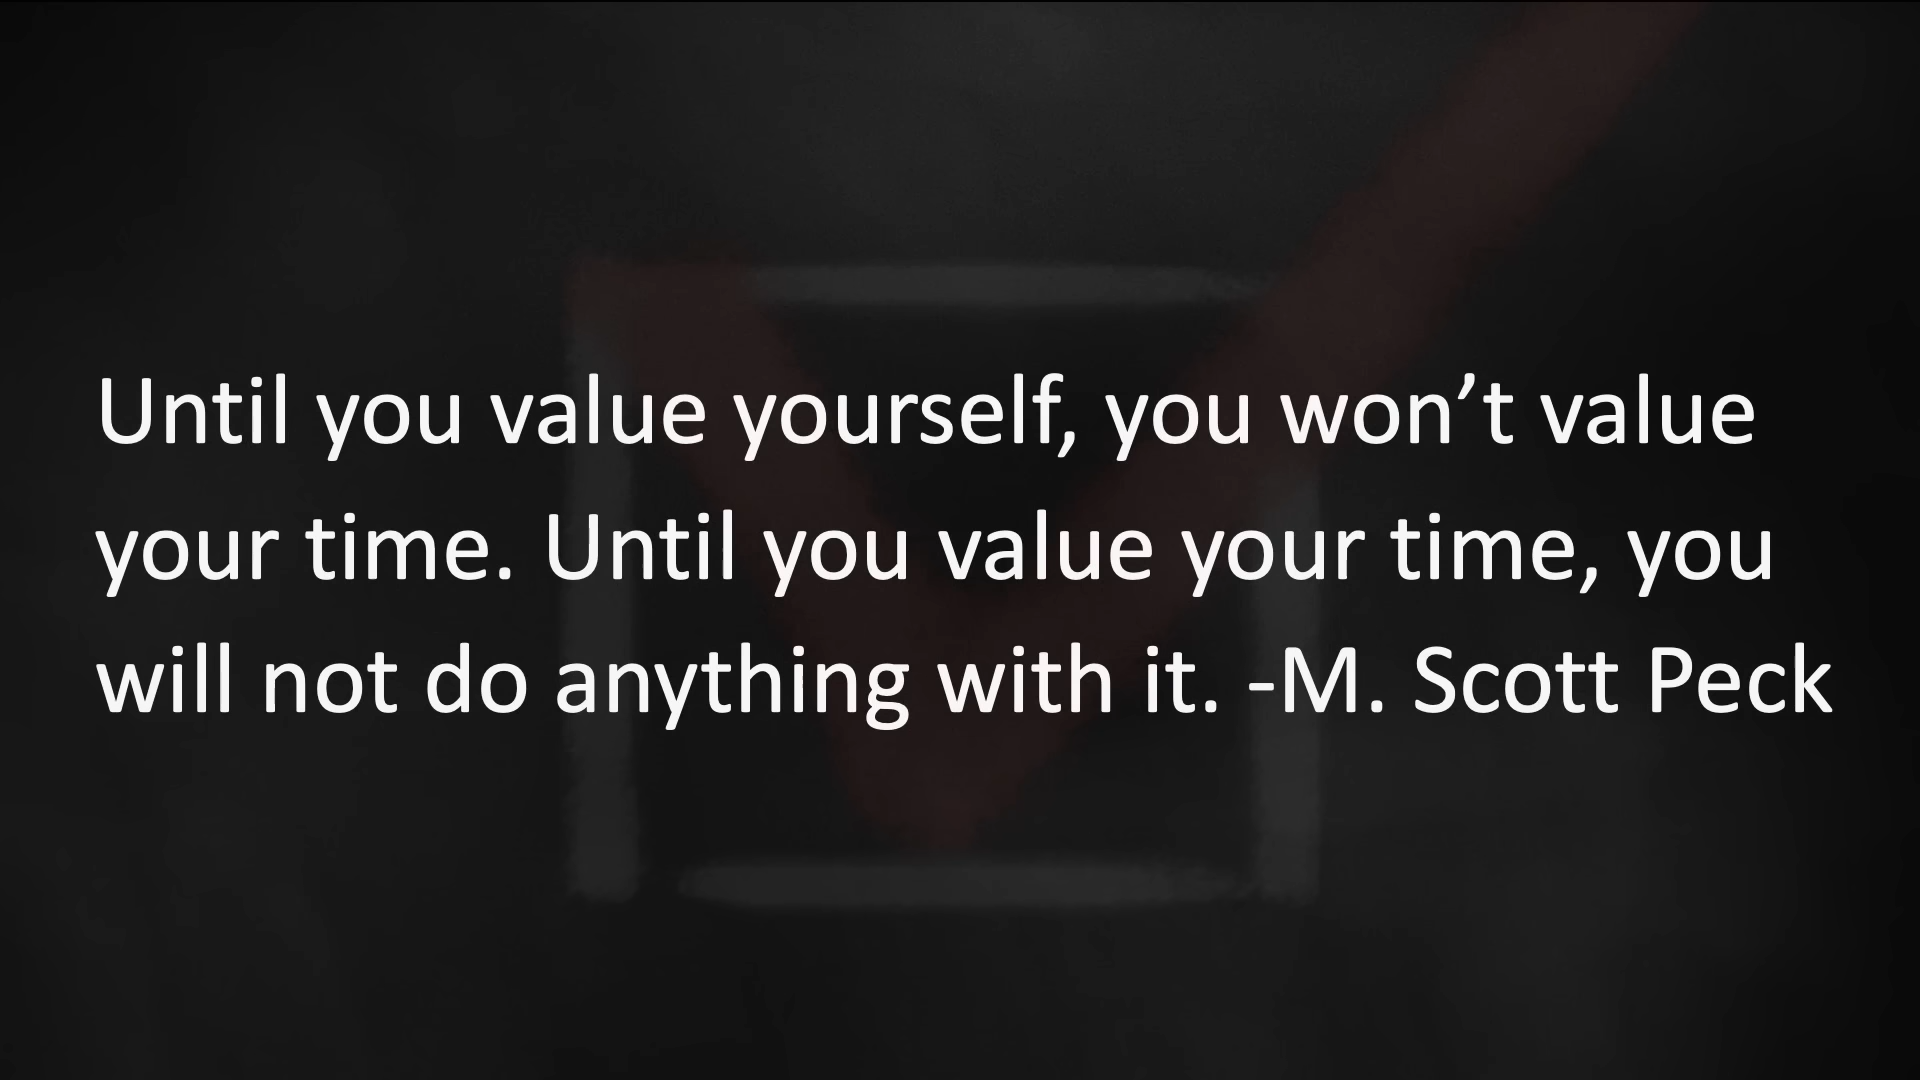 Until you value yourself, you won’t value
your time. Until you value your time, you
will not do anything with it. -M. Scott Peck